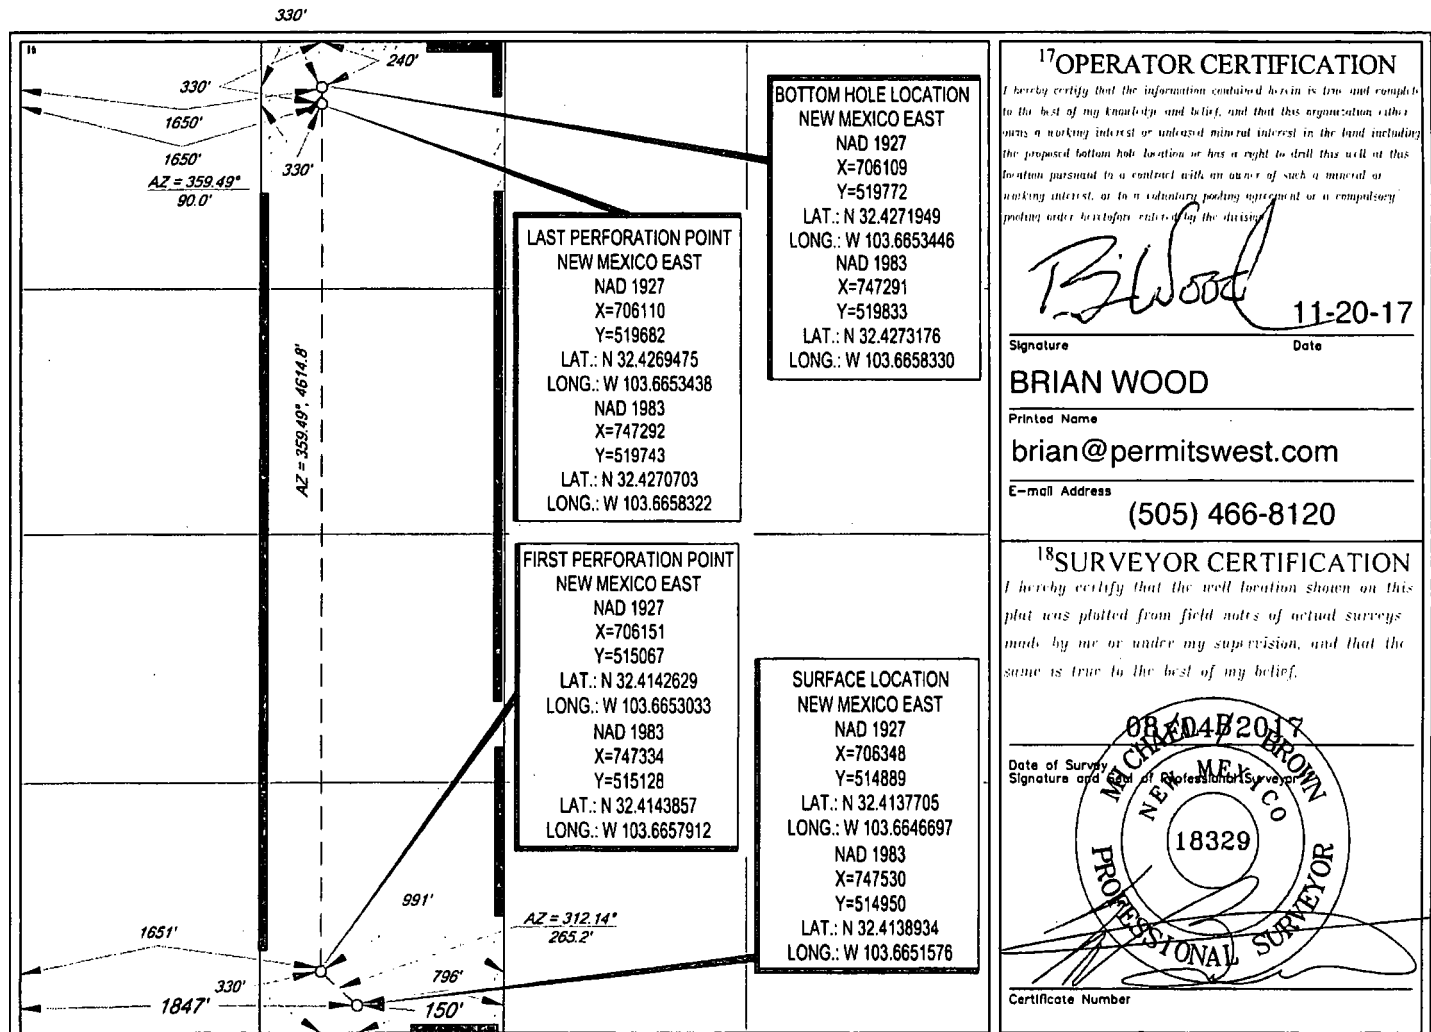 330'
16
240'
330'
1650'
1650'
330'
AZ = 359.49°
90.0'
AZ = 359.49°, 4614.8'
BOTTOM HOLE LOCATION
NEW MEXICO EAST
NAD 1927
X=706109
Y=519772
LAT.: N 32.4271949
LONG.: W 103.6653446
NAD 1983
X=747291
Y=519833
LAT.: N 32.4273176
LONG.: W 103.6658330
LAST PERFORATION POINT
NEW MEXICO EAST
NAD 1927
X=706110
Y=519682
LAT.: N 32.4269475
LONG.: W 103.6653438
NAD 1983
X=747292
Y=519743
LAT.: N 32.4270703
LONG.: W 103.6658322
FIRST PERFORATION POINT
NEW MEXICO EAST
NAD 1927
X=706151
Y=515067
LAT.: N 32.4142629
LONG.: W 103.6653033
NAD 1983
X=747334
Y=515128
LAT.: N 32.4143857
LONG.: W 103.6657912
SURFACE LOCATION
NEW MEXICO EAST
NAD 1927
X=706348
Y=514889
LAT.: N 32.4137705
LONG.: W 103.6646697
NAD 1983
X=747530
Y=514950
LAT.: N 32.4138934
LONG.: W 103.6651576
991'
AZ = 312.14°
265.2'
1651'
330'
796'
1847'
150'
17 OPERATOR CERTIFICATION
I hereby certify that the information contained herein is true and complete
to the best of my knowledge and belief, and that this organization either
owns a working interest or unleased mineral interest in the land including
the proposed bottom hole location or has a right to drill this well at this
location pursuant to a contract with an owner of such a mineral or
working interest, or to a voluntary pooling agreement or a compulsory
pooling order heretofore entered by the division.
11-20-17
Signature Date
BRIAN WOOD
Printed Name
brian@permitswest.com
E-mail Address
(505) 466-8120
18 SURVEYOR CERTIFICATION
I hereby certify that the well location shown on this
plat was plotted from field notes of actual surveys
made by me or under my supervision, and that the
same is true to the best of my belief.
Date of Survey
Signature and Seal of Professional Surveyor
MICHAEL BROWN
NEW MEXICO
18329
PROFESSIONAL SURVEYOR
Certificate Number